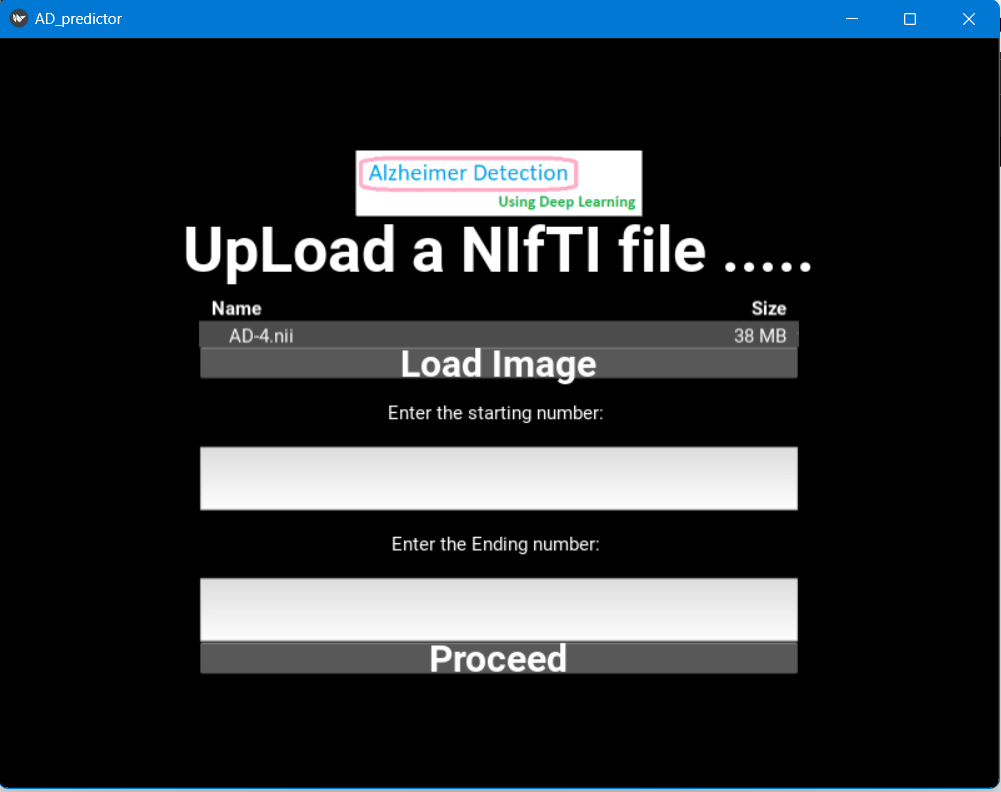 AD_predictor
Alzheimer Detection
Using Deep Learning
UpLoad a NIfTI file .....
Name Size
AD-4.nii 38 MB
Load Image
Enter the starting number:
Enter the Ending number:
Proceed